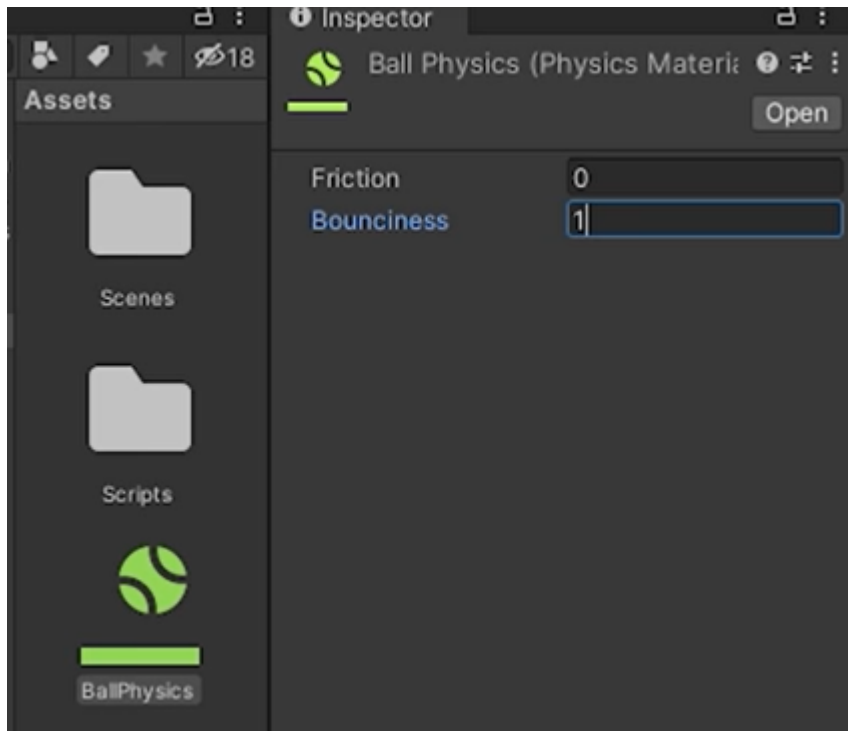 Inspector
18
Ball Physics (Physics Materia
Assets
Open
Friction 0
Bounciness 1
Scenes
Scripts
BallPhysics